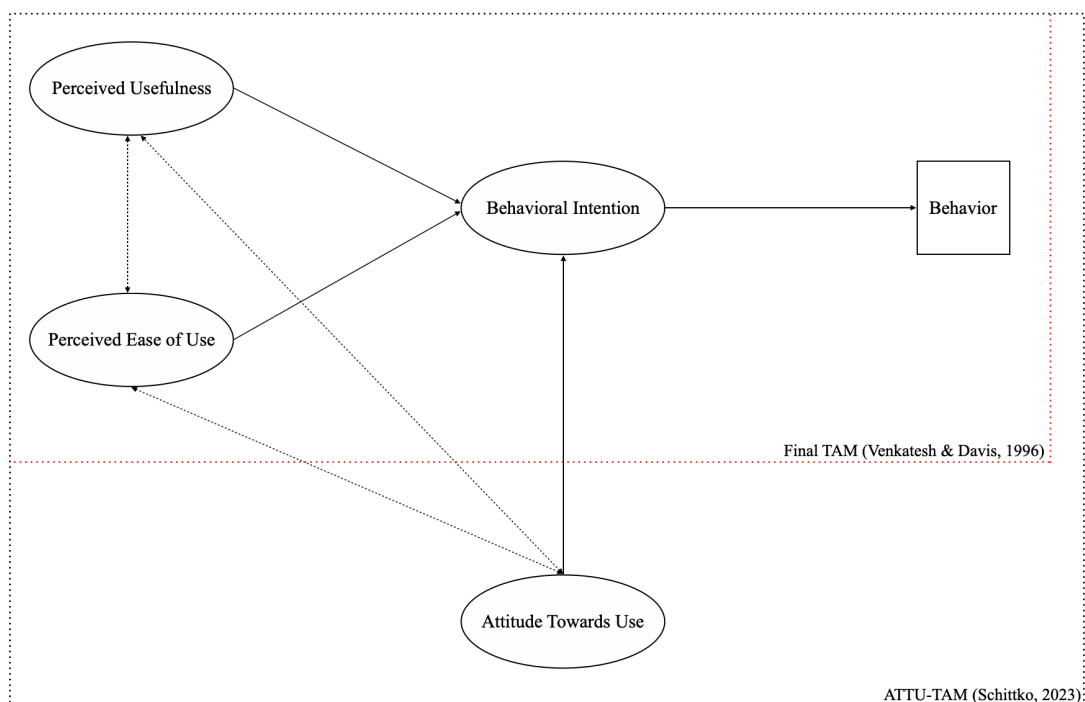 Perceived Usefulness
Behavioral Intention
Behavior
Perceived Ease of Use
Final TAM (Venkatesh & Davis, 1996)
Attitude Towards Use
ATTU-TAM (Schittko, 2023)